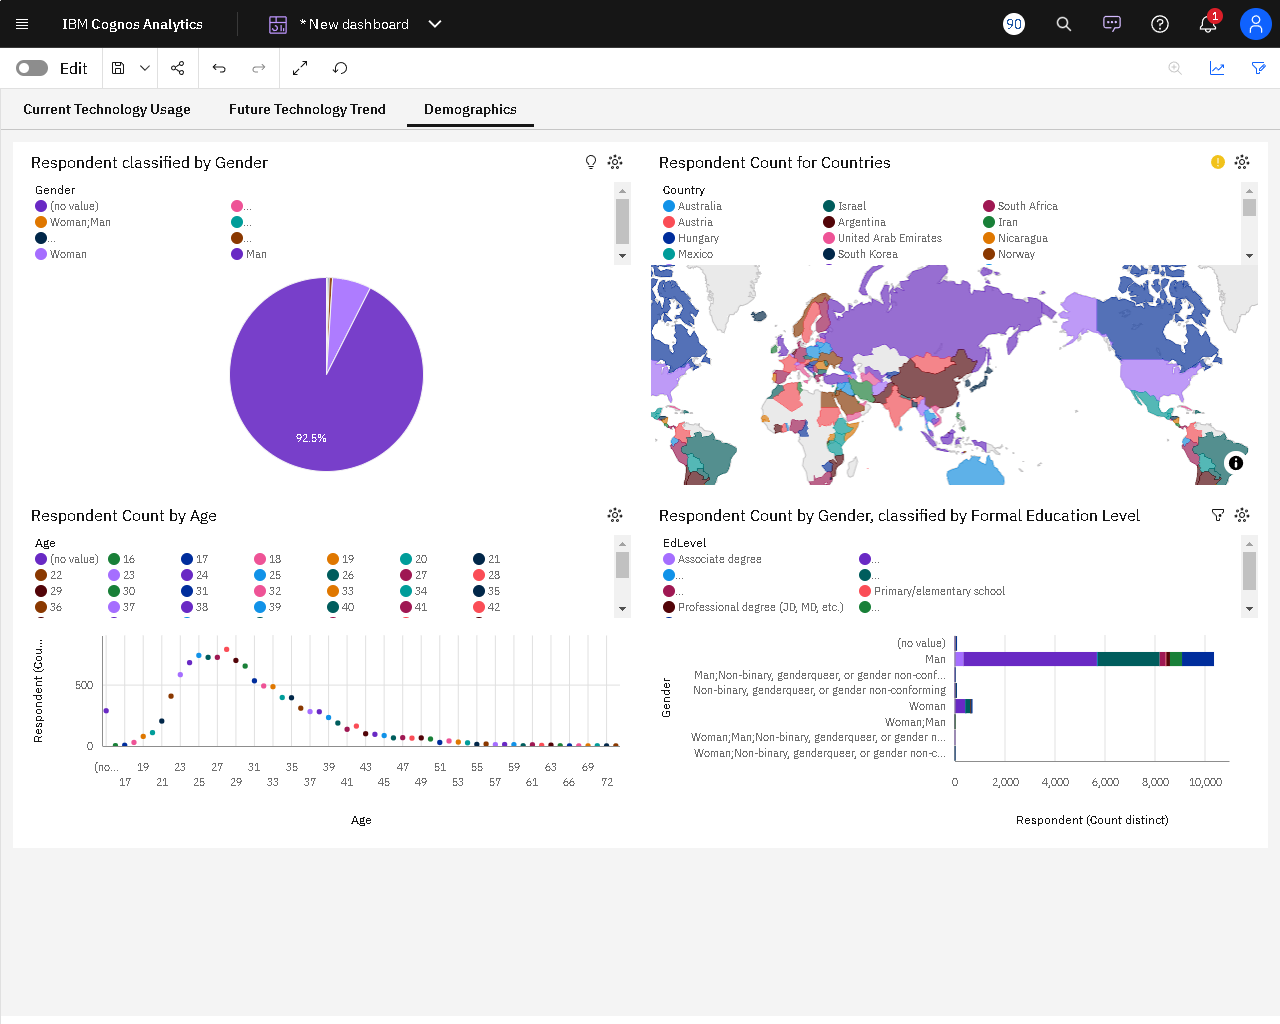 IBM Cognos Analytics
* New dashboard
90
1
Edit
Current Technology Usage
Future Technology Trend
Demographics
Respondent classified by Gender
Gender
(no value)
...
Woman;Man
...
...
...
Woman
Man
92.5%
Respondent Count for Countries
Country
Australia
Israel
South Africa
Austria
Argentina
Iran
Hungary
United Arab Emirates
Nicaragua
Mexico
South Korea
Norway
Respondent Count by Age
Age
(no value) 16 17 18 19 20 21
22 23 24 25 26 27 28
29 30 31 32 33 34 35
36 37 38 39 40 41 42
Respondent (Cou...
500
0
(no... 19 23 27 31 35 39 43 47 51 55 59 63 69
17 21 25 29 33 37 41 45 49 53 57 61 66 72
Age
Respondent Count by Gender, classified by Formal Education Level
EdLevel
Associate degree
...
...
...
...
Primary/elementary school
Professional degree (JD, MD, etc.)
...
Gender
(no value)
Man
Man;Non-binary, genderqueer, or gender non-conf...
Non-binary, genderqueer, or gender non-conforming
Woman
Woman;Man
Woman;Man;Non-binary, genderqueer, or gender n...
Woman;Non-binary, genderqueer, or gender non-c...
0 2,000 4,000 6,000 8,000 10,000
Respondent (Count distinct)